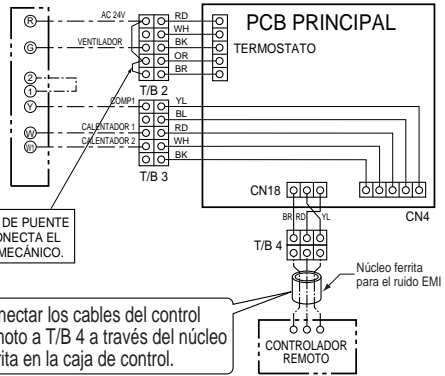 AC 24V
RD
PCB PRINCIPAL
R
WH
G
VENTILADOR
BK
TERMOSTATO
OR
BR
2
1
T/B 2
Y
COMP1
YL
BL
W
CALENTADOR 1
RD
W1
CALENTADOR 2
WH
BK
T/B 3
CN18
CN4
BR
RD
YL
DE PUENTE
ONECTA EL
MECÁNICO.
T/B 4
Núcleo ferrita
para el ruido EMI
nectar los cables del control
moto a T/B 4 a través del núcleo
rita en la caja de control.
CONTROLADOR
REMOTO